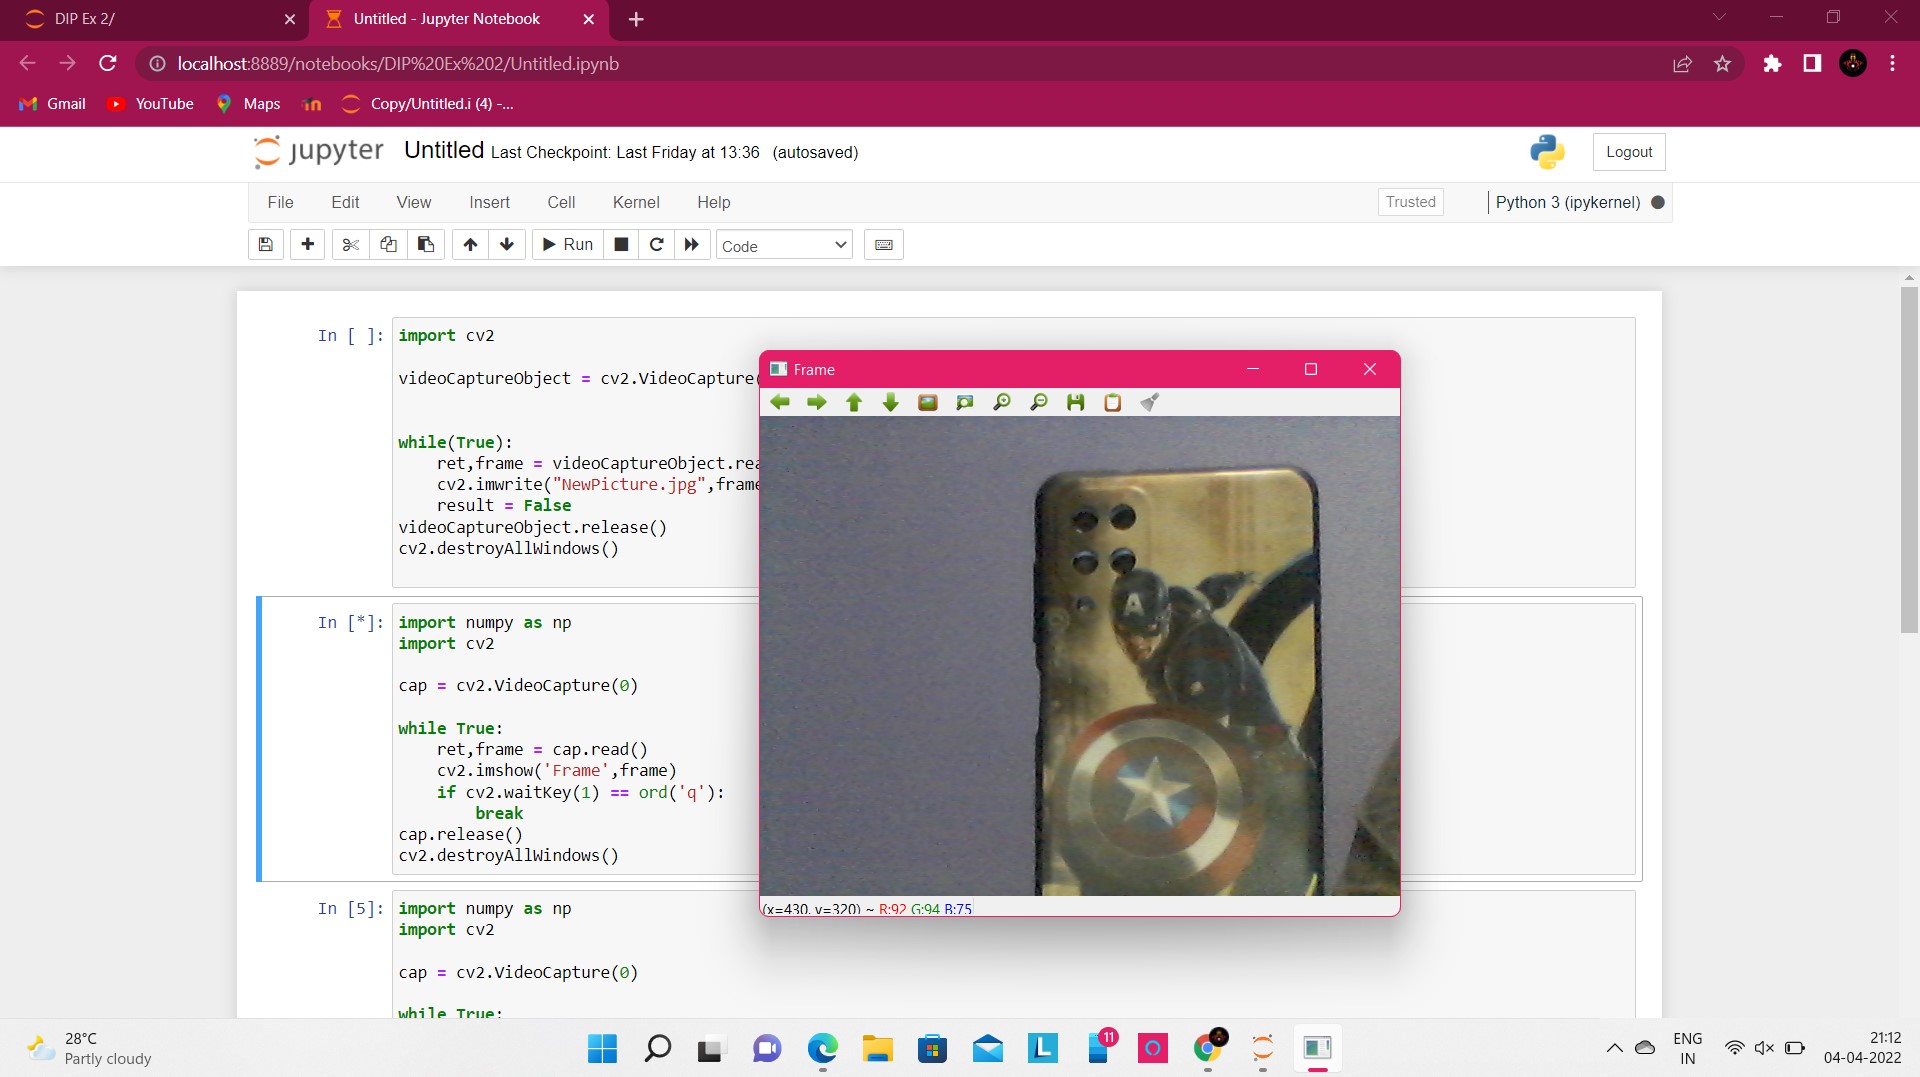 DIP Ex 2/
Untitled - Jupyter Notebook
localhost:8889/notebooks/DIP%20Ex%202/Untitled.ipynb
Gmail
YouTube
Maps
Copy/Untitled.i (4) -...
jupyter Untitled Last Checkpoint: Last Friday at 13:36 (autosaved)
Logout
File Edit View Insert Cell Kernel Help
Trusted
Python 3 (ipykernel)
Run
Code
In [ ]: import cv2
videoCaptureObject = cv2.VideoCapture(
while(True):
ret,frame = videoCaptureObject.rea
cv2.imwrite("NewPicture.jpg",frame
result = False
videoCaptureObject.release()
cv2.destroyAllWindows()
Frame
A
(x=430, y=320) ~ R:92 G:94 B:75
In [*]: import numpy as np
import cv2
cap = cv2.VideoCapture(0)
while True:
ret,frame = cap.read()
cv2.imshow('Frame',frame)
if cv2.waitKey(1) == ord('q'):
break
cap.release()
cv2.destroyAllWindows()
In [5]: import numpy as np
import cv2
cap = cv2.VideoCapture(0)
while True:
28°C
Partly cloudy
L
11
ENG
IN
21:12
04-04-2022